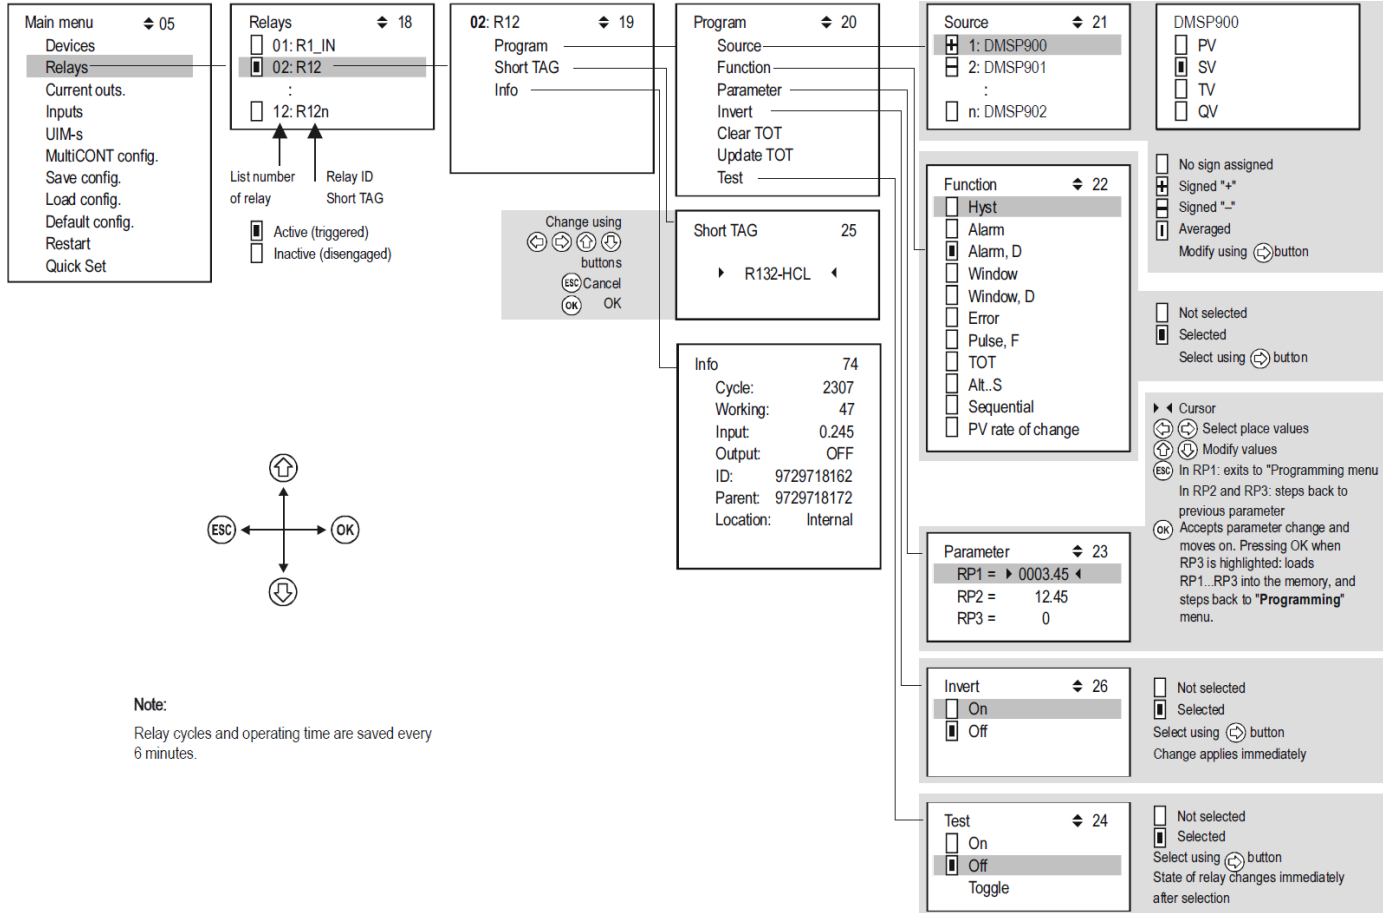 Main menu 05
Devices
Relays
Current outs.
Inputs
UIM-s
MultiCONT config.
Save config.
Load config.
Default config.
Restart
Quick Set
Relays 18
01: R1_IN
02: R12
:
12: R12n
List number
of relay
Relay ID
Short TAG
Active (triggered)
Inactive (disengaged)
02: R12 19
Program
Short TAG
Info
Program 20
Source
Function
Parameter
Invert
Clear TOT
Update TOT
Test
Change using
buttons
ESC Cancel
OK OK
Short TAG 25
R132-HCL
Info 74
Cycle: 2307
Working: 47
Input: 0.245
Output: OFF
ID: 9729718162
Parent: 9729718172
Location: Internal
Source 21
1: DMSP900
2: DMSP901
:
n: DMSP902
DMSP900
PV
SV
TV
QV
No sign assigned
Signed "+"
Signed "–"
Averaged
Modify using button
Function 22
Hyst
Alarm
Alarm, D
Window
Window, D
Error
Pulse, F
TOT
Alt..S
Sequential
PV rate of change
Not selected
Selected
Select using button
Cursor
Select place values
Modify values
ESC In RP1: exits to "Programming menu
In RP2 and RP3: steps back to
previous parameter
OK Accepts parameter change and
moves on. Pressing OK when
RP3 is highlighted: loads
RP1...RP3 into the memory, and
steps back to "Programming"
menu.
Parameter 23
RP1 = 0003.45
RP2 = 12.45
RP3 = 0
Invert 26
On
Off
Not selected
Selected
Select using button
Change applies immediately
Test 24
On
Off
Toggle
Not selected
Selected
Select using button
State of relay changes immediately
after selection
ESC OK
Note:
Relay cycles and operating time are saved every
6 minutes.